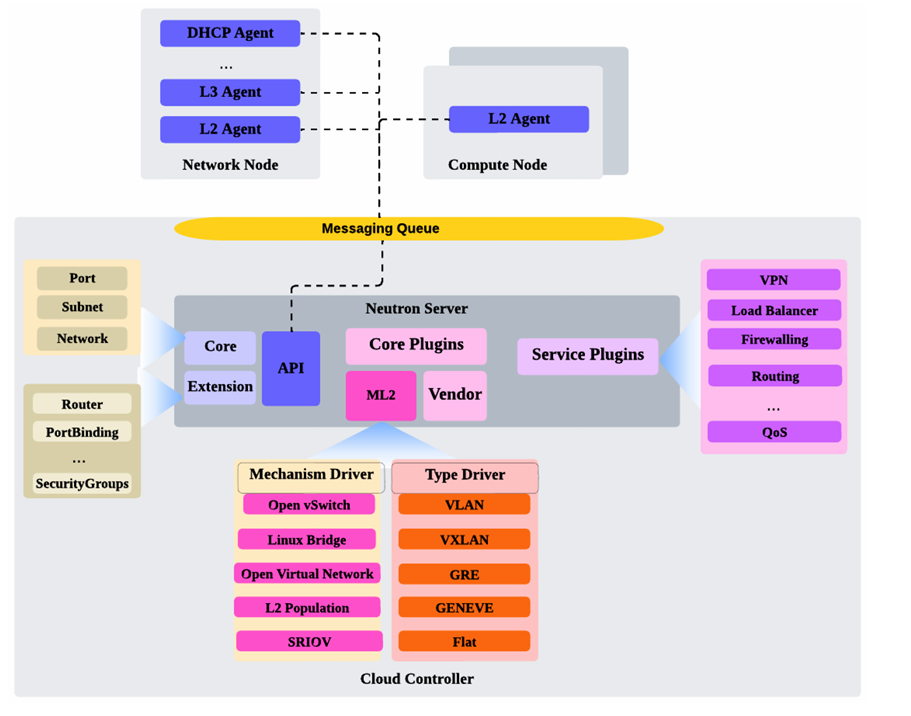 DHCP Agent
...
L3 Agent
L2 Agent
Network Node
L2 Agent
Compute Node
Messaging Queue
Port
Subnet
Network
Router
PortBinding
...
SecurityGroups
Neutron Server
Core
Extension
API
Core Plugins
ML2
Vendor
Service Plugins
VPN
Load Balancer
Firewalling
Routing
...
QoS
Mechanism Driver
Open vSwitch
Linux Bridge
Open Virtual Network
L2 Population
SRIOV
Type Driver
VLAN
VXLAN
GRE
GENEVE
Flat
Cloud Controller